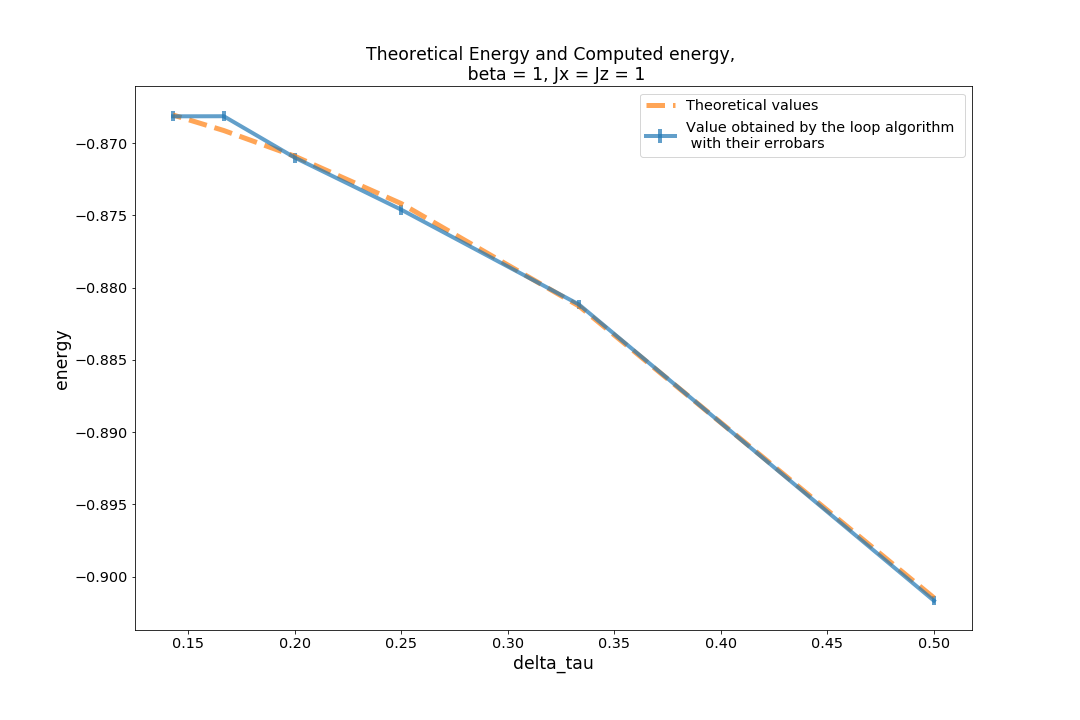 Theoretical Energy and Computed energy,
beta = 1, Jx = Jz = 1
Theoretical values
Value obtained by the loop algorithm
with their errobars
energy
−0.870
−0.875
−0.880
−0.885
−0.890
−0.895
−0.900
0.15 0.20 0.25 0.30 0.35 0.40 0.45 0.50
delta_tau